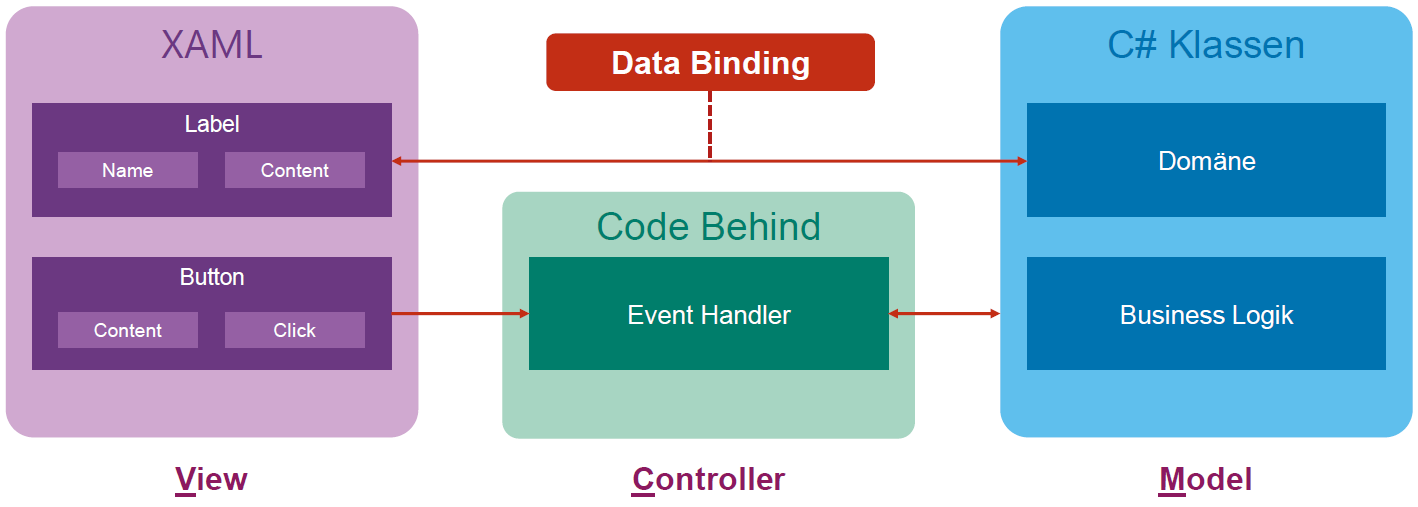 XAML
Label
Name
Content
Button
Content
Click
View
Data Binding
Code Behind
Event Handler
Controller
C# Klassen
Domäne
Business Logik
Model